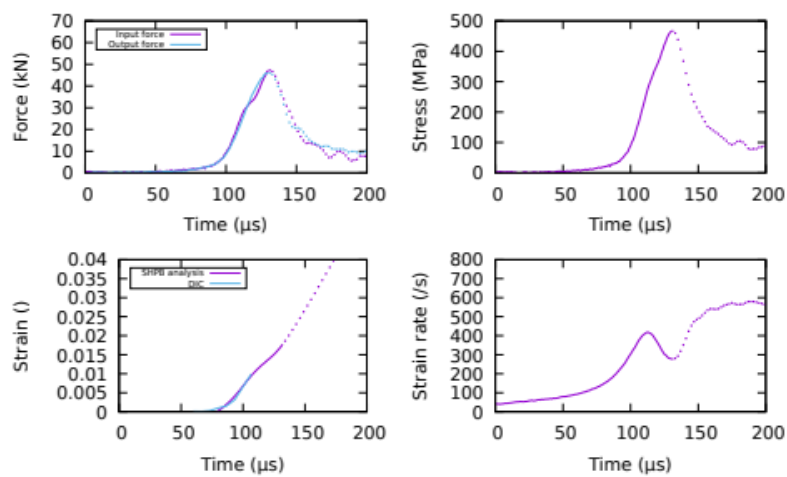 70
60
50
40
30
20
10
0
Force (kN)
Input force
Output force
0 50 100 150 200
Time (µs)
500
400
300
200
100
0
Stress (MPa)
0 50 100 150 200
Time (µs)
0.04
0.035
0.03
0.025
0.02
0.015
0.01
0.005
0
Strain ()
SHPB analysis
DIC
0 50 100 150 200
Time (µs)
800
700
600
500
400
300
200
100
0
Strain rate (/s)
0 50 100 150 200
Time (µs)